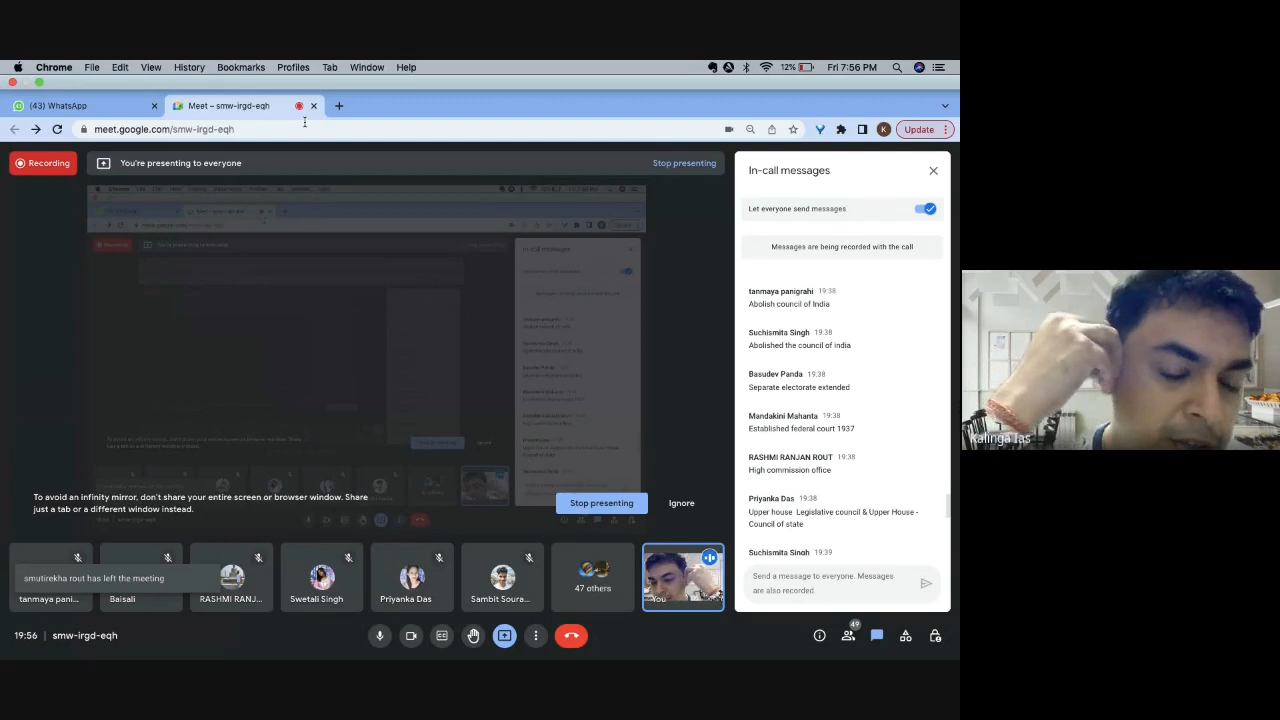 Chrome File Edit View History Bookmarks Profiles Tab Window Help 12% Fri 7:56 PM
(43) WhatsApp Meet – smw-irgd-eqh
meet.google.com/smw-irgd-eqh K Update
Recording You're presenting to everyone Stop presenting
In-call messages
Let everyone send messages
Messages are being recorded with the call
tanmaya panigrahi 19:38
Abolish council of India
Suchismita Singh 19:38
Abolished the council of india
Basudev Panda 19:38
Separate electorate extended
Mandakini Mahanta 19:38
Established federal court 1937
RASHMI RANJAN ROUT 19:38
High commission office
Priyanka Das 19:38
Upper house Legislative council & Upper House -
Council of state
Suchismita Singh 19:39
Send a message to everyone. Messages
are also recorded.
To avoid an infinity mirror, don't share your entire screen or browser window. Share
just a tab or a different window instead.
Stop presenting Ignore
smutirekha rout has left the meeting
tanmaya pani... Baisali RASHMI RANJ... Swetali Singh Priyanka Das Sambit Soura... 47 others You
19:56 smw-irgd-eqh 49
Kalinga Ias